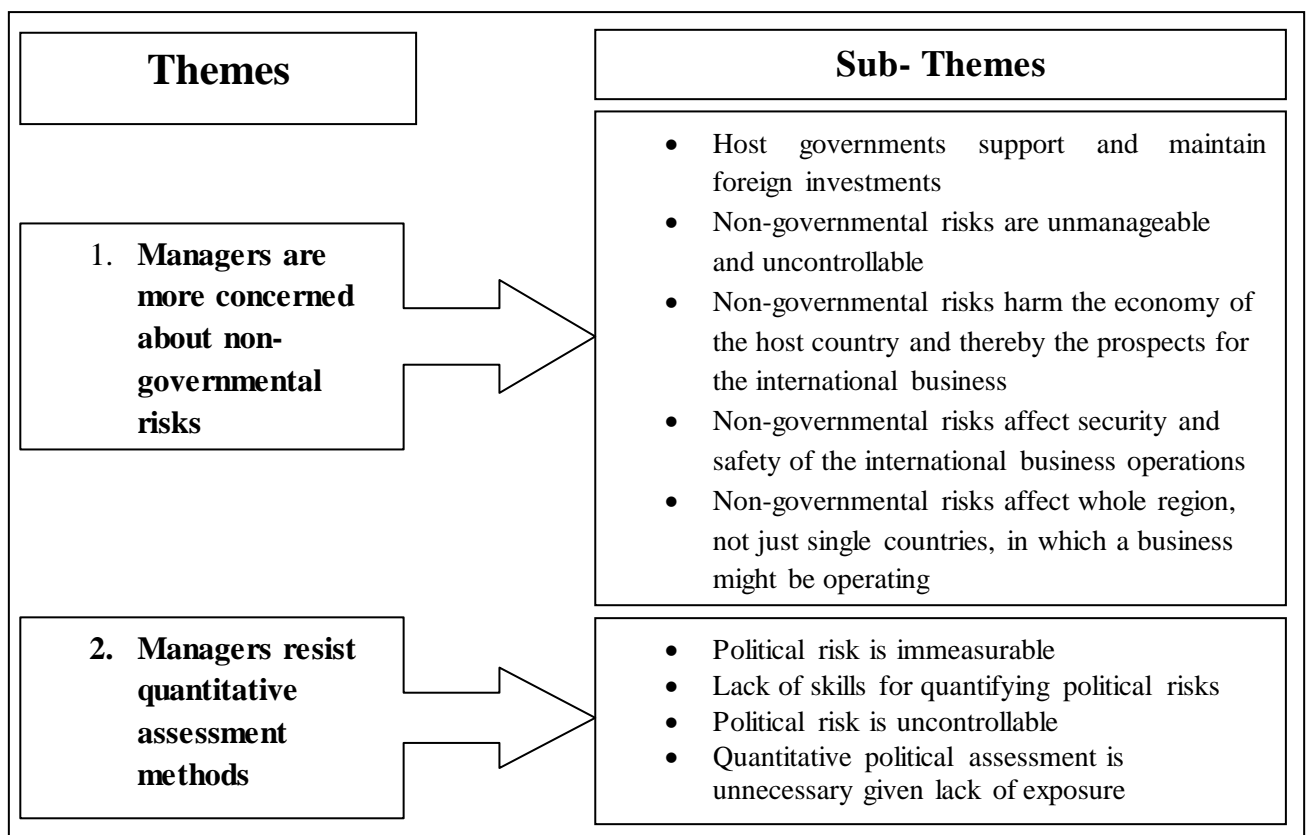 Themes
Sub- Themes
1. Managers are
more concerned
about non-
governmental
risks
• Host governments support and maintain
foreign investments
• Non-governmental risks are unmanageable
and uncontrollable
• Non-governmental risks harm the economy of
the host country and thereby the prospects for
the international business
• Non-governmental risks affect security and
safety of the international business operations
• Non-governmental risks affect whole region,
not just single countries, in which a business
might be operating
2. Managers resist
quantitative
assessment
methods
• Political risk is immeasurable
• Lack of skills for quantifying political risks
• Political risk is uncontrollable
• Quantitative political assessment is
unnecessary given lack of exposure